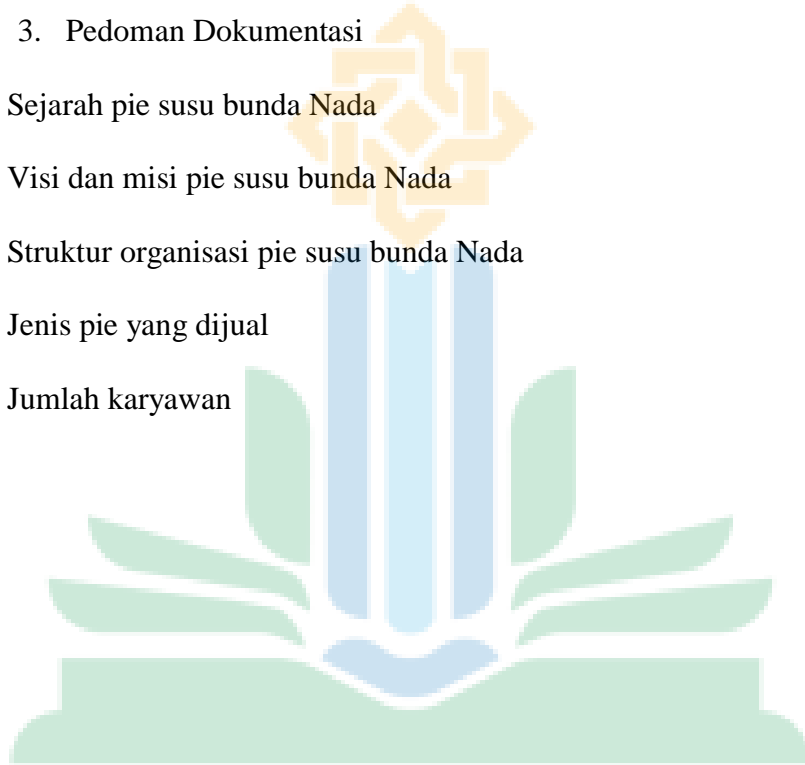 3. Pedoman Dokumentasi
Sejarah pie susu bunda Nada
Visi dan misi pie susu bunda Nada
Struktur organisasi pie susu bunda Nada
Jenis pie yang dijual
Jumlah karyawan